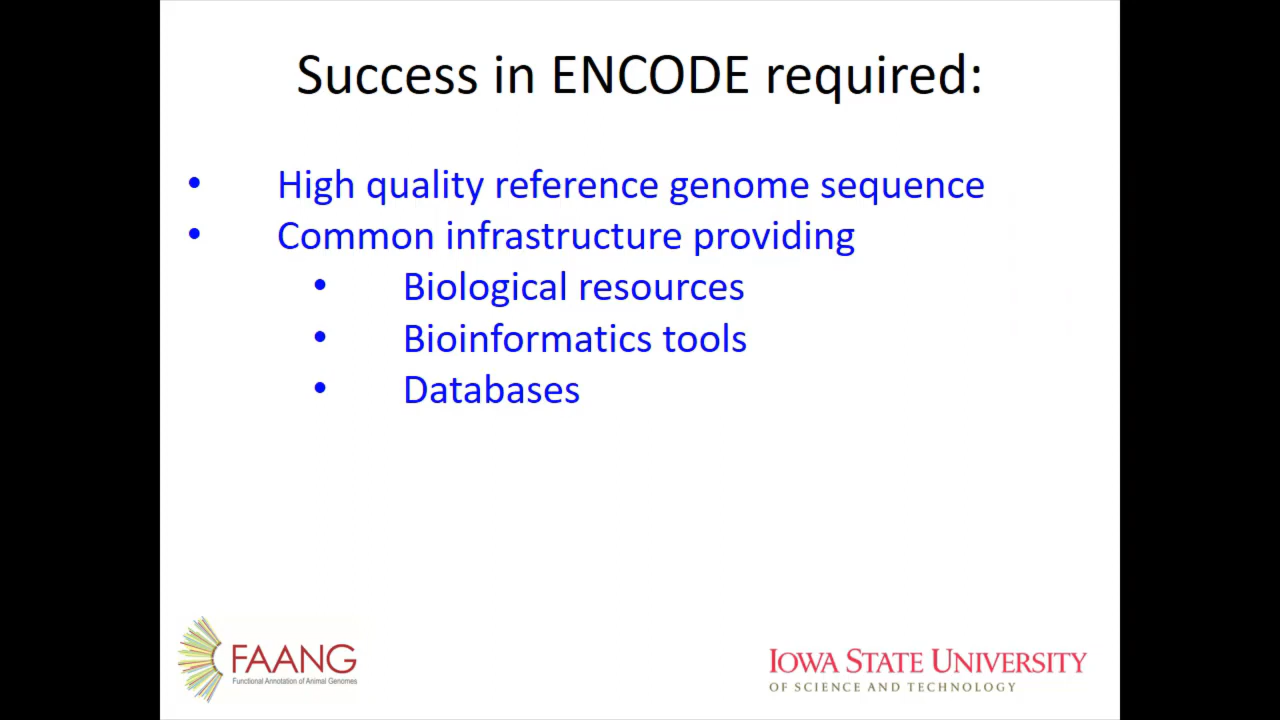 Success in ENCODE required:
• High quality reference genome sequence
• Common infrastructure providing
• Biological resources
• Bioinformatics tools
• Databases
FAANG
Functional Annotation of Animal Genomes
IOWA STATE UNIVERSITY
OF SCIENCE AND TECHNOLOGY